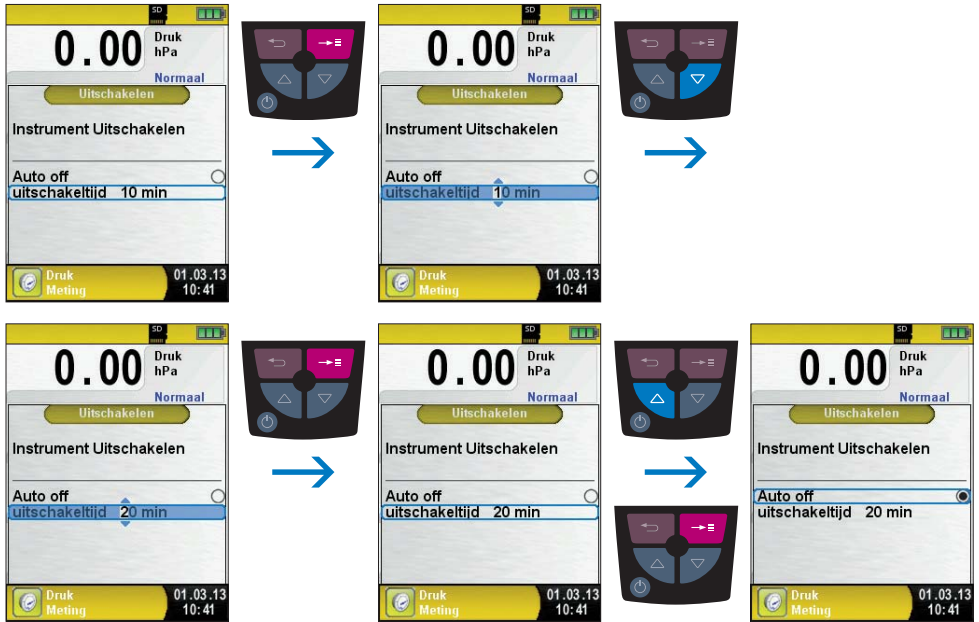 SD
0.00 Druk
hPa
Normaal
Uitschakelen
Instrument Uitschakelen
Auto off
uitschakeltijd 10 min
Druk 01.03.13
Meting 10:41
SD
0.00 Druk
hPa
Normaal
Uitschakelen
Instrument Uitschakelen
Auto off
uitschakeltijd 10 min
Druk 01.03.13
Meting 10:41
SD
0.00 Druk
hPa
Normaal
Uitschakelen
Instrument Uitschakelen
Auto off
uitschakeltijd 20 min
Druk 01.03.13
Meting 10:41
SD
0.00 Druk
hPa
Normaal
Uitschakelen
Instrument Uitschakelen
Auto off
uitschakeltijd 20 min
Druk 01.03.13
Meting 10:41
SD
0.00 Druk
hPa
Normaal
Uitschakelen
Instrument Uitschakelen
Auto off
uitschakeltijd 20 min
Druk 01.03.13
Meting 10:41